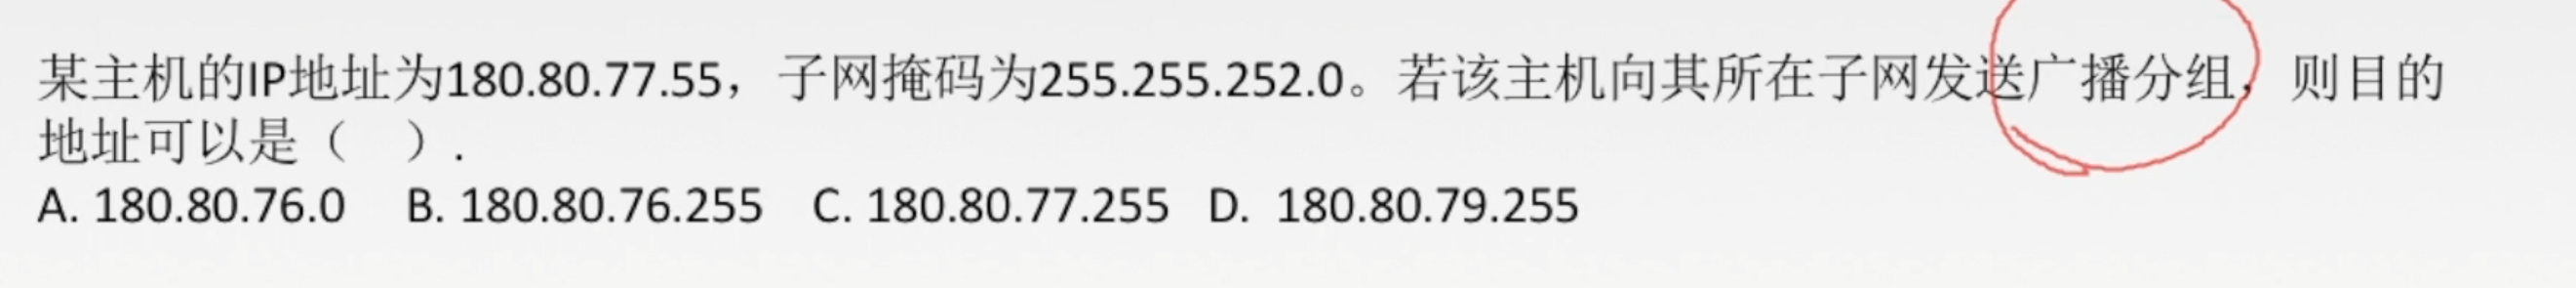 某主机的IP地址为180.80.77.55，子网掩码为255.255.252.0。若该主机向其所在子网发送广播分组，则目的
地址可以是（ ）.
A. 180.80.76.0 B. 180.80.76.255 C. 180.80.77.255 D. 180.80.79.255